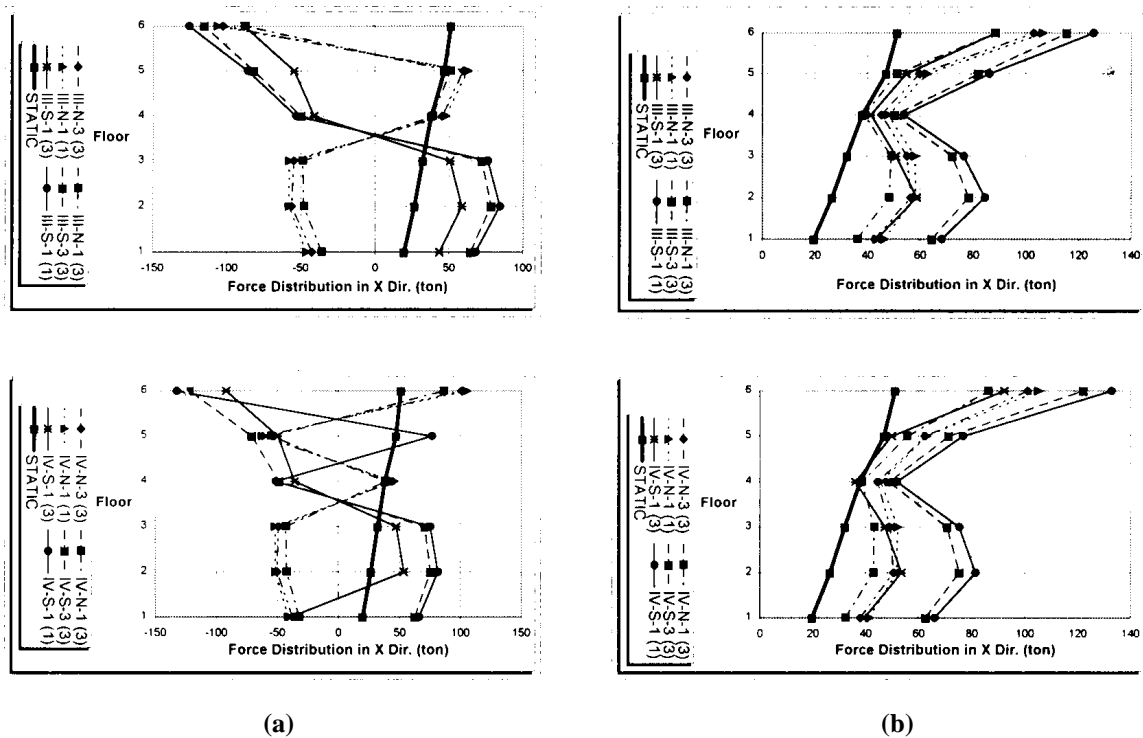 6
5
4
3
2
1
Floor
-150 -100 -50 0 50 100
Force Distribution in X Dir. (ton)
STATIC
III-S-1 (3)
III-N-1 (1)
III-N-3 (3)
III-S-1 (1)
III-S-3 (3)
III-N-1 (3)
6
5
4
3
2
1
Floor
0 20 40 60 80 100 120 140
Force Distribution in X Dir. (ton)
STATIC
III-S-1 (3)
III-N-1 (1)
III-N-3 (3)
III-S-1 (1)
III-S-3 (3)
III-N-1 (3)
6
5
4
3
2
1
Floor
-150 -100 -50 0 50 100 150
Force Distribution in X Dir. (ton)
STATIC
IV-S-1 (3)
IV-N-1 (1)
IV-N-3 (3)
IV-S-1 (1)
IV-S-3 (3)
IV-N-1 (3)
6
5
4
3
2
1
Floor
0 20 40 60 80 100 120 140
Force Distribution in X Dir. (ton)
STATIC
IV-S-1 (3)
IV-N-1 (1)
IV-N-3 (3)
IV-S-1 (1)
IV-S-3 (3)
IV-N-1 (3)
(a)
(b)